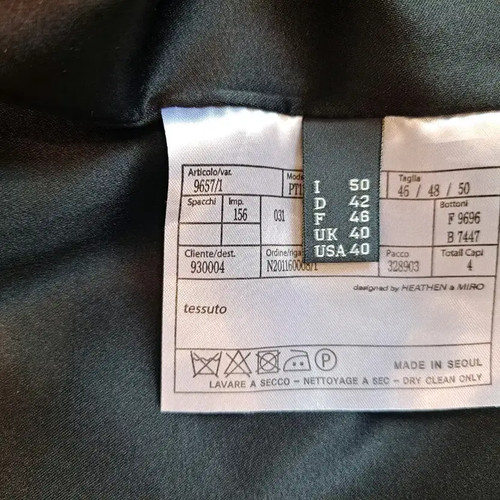 Articolo/var.
9657/1
Taglia
46 / 48 / 50
Spacchi
Imp.
156
031
Bottoni
F 9696
B 7447
I 50
D 42
F 46
UK 40
USA 40
Cliente/dest.
930004
Ordine/riga
Pacco
328903
Totali Capi
4
designed by HEATHEN & MIRO
tessuto
P
MADE IN SEOUL
LAVARE A SECCO - NETTOYAGE A SEC - DRY CLEAN ONLY